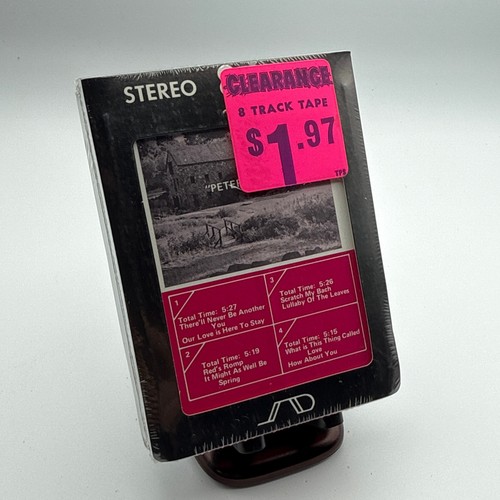 STEREO
CLEARANCE
8 TRACK TAPE
$1.97
TPS
"PETER
1
Total Time: 5:27
There'll Never Be Another
You
Our Love is Here To Stay
2
Total Time: 5:19
Red's Romp
It Might As Well Be
Spring
3
Total Time: 5:26
Scratch My Bach
Lullaby Of The Leaves
4
Total Time: 5:15
What is This Thing Called
Love
How About You